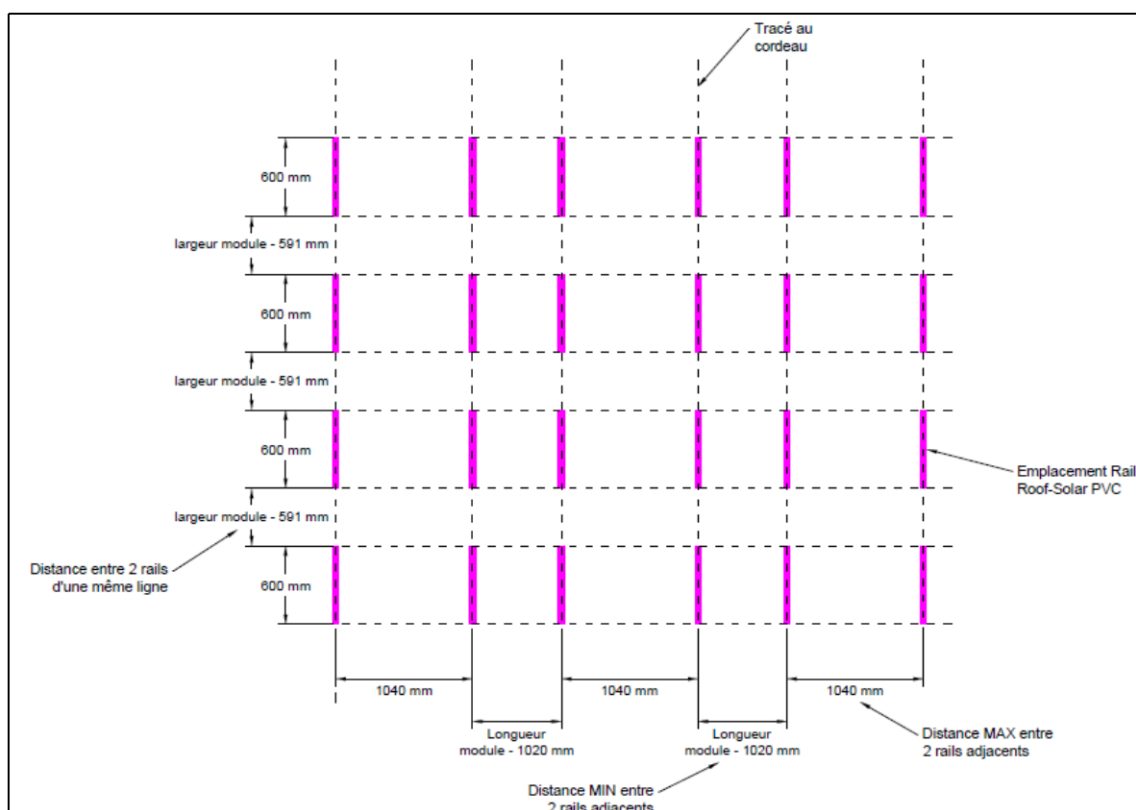 Tracé au
cordeau
600 mm
largeur module - 591 mm
600 mm
largeur module - 591 mm
600 mm
Emplacement Rail
Roof-Solar PVC
largeur module - 591 mm
Distance entre 2 rails
d'une même ligne
600 mm
1040 mm
1040 mm
1040 mm
Longueur
module - 1020 mm
Longueur
module - 1020 mm
Distance MAX entre
2 rails adjacents
Distance MIN entre
2 rails adjacents